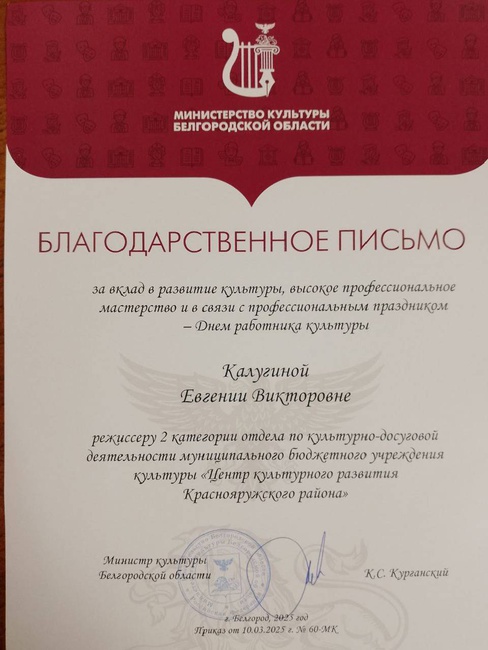 МИНИСТЕРСТВО КУЛЬТУРЫ
БЕЛГОРОДСКОЙ ОБЛАСТИ
БЛАГОДАРСТВЕННОЕ ПИСЬМО
за вклад в развитие культуры, высокое профессиональное
мастерство и в связи с профессиональным праздником
– Днем работника культуры
Калугиной
Евгении Викторовне
режиссеру 2 категории отдела по культурно-досуговой
деятельности муниципального бюджетного учреждения
культуры «Центр культурного развития
Краснояружского района»
Министр культуры
Белгородской области
К.С. Курганский
г. Белгород, 2025 год
Приказ от 10.03.2025 г. № 60-МК